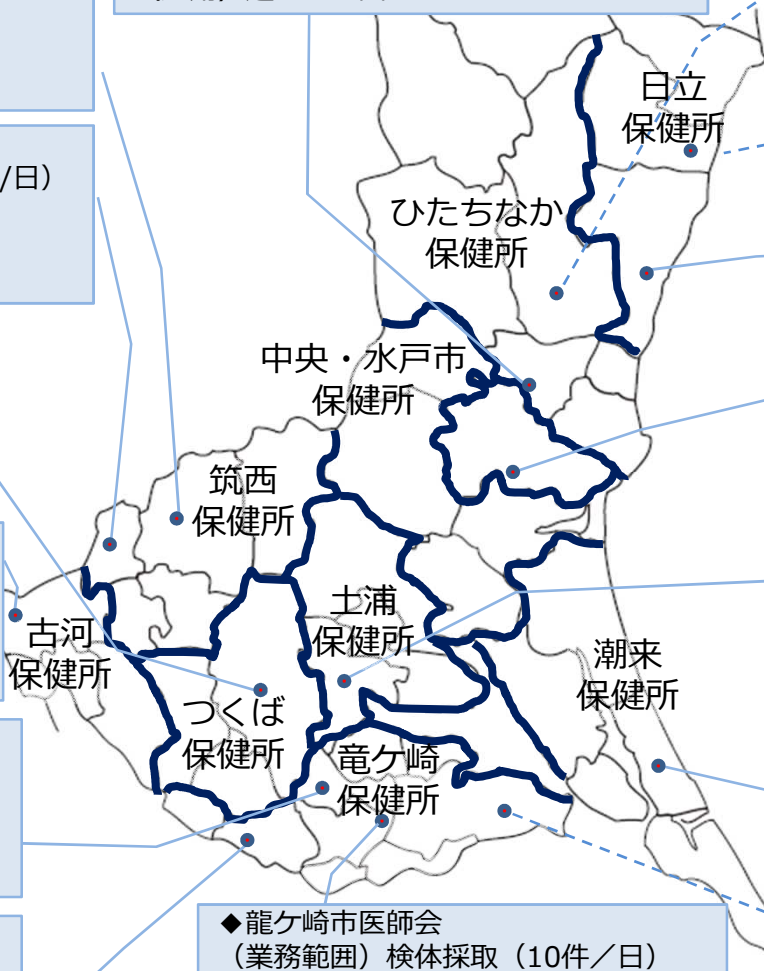 /日）
日立
保健所
ひたちなか
保健所
中央・水戸市
保健所
筑西
保健所
土浦
保健所
古河
保健所
潮来
保健所
つくば
保健所
竜ケ崎
保健所
◆龍ケ崎市医師会
（業務範囲）検体採取（10件／日）